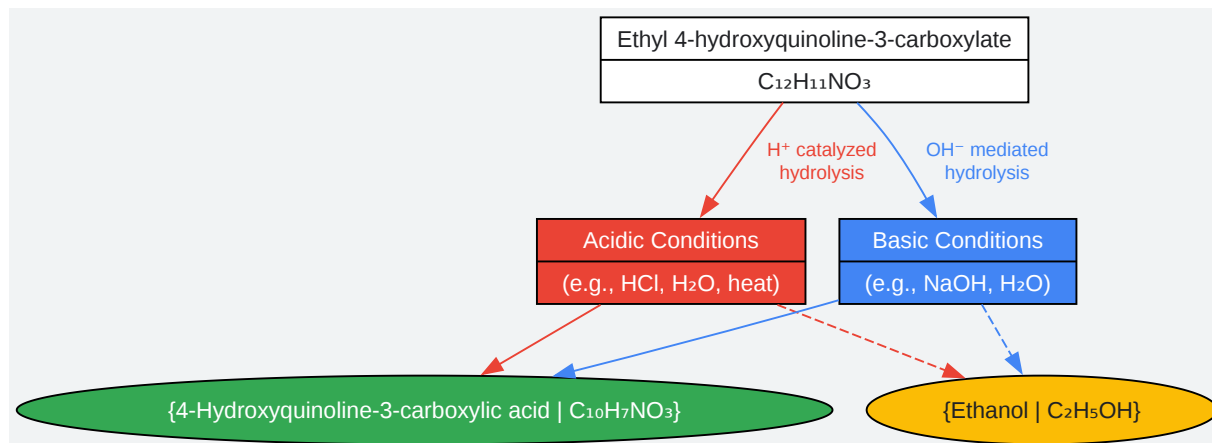 Ethyl 4-hydroxyquinoline-3-carboxylate
C₁₂H₁₁NO₃
H⁺ catalyzed
hydrolysis
OH⁻ mediated
hydrolysis
Acidic Conditions
(e.g., HCl, H₂O, heat)
Basic Conditions
(e.g., NaOH, H₂O)
{4-Hydroxyquinoline-3-carboxylic acid | C₁₀H₇NO₃}
{Ethanol | C₂H₅OH}